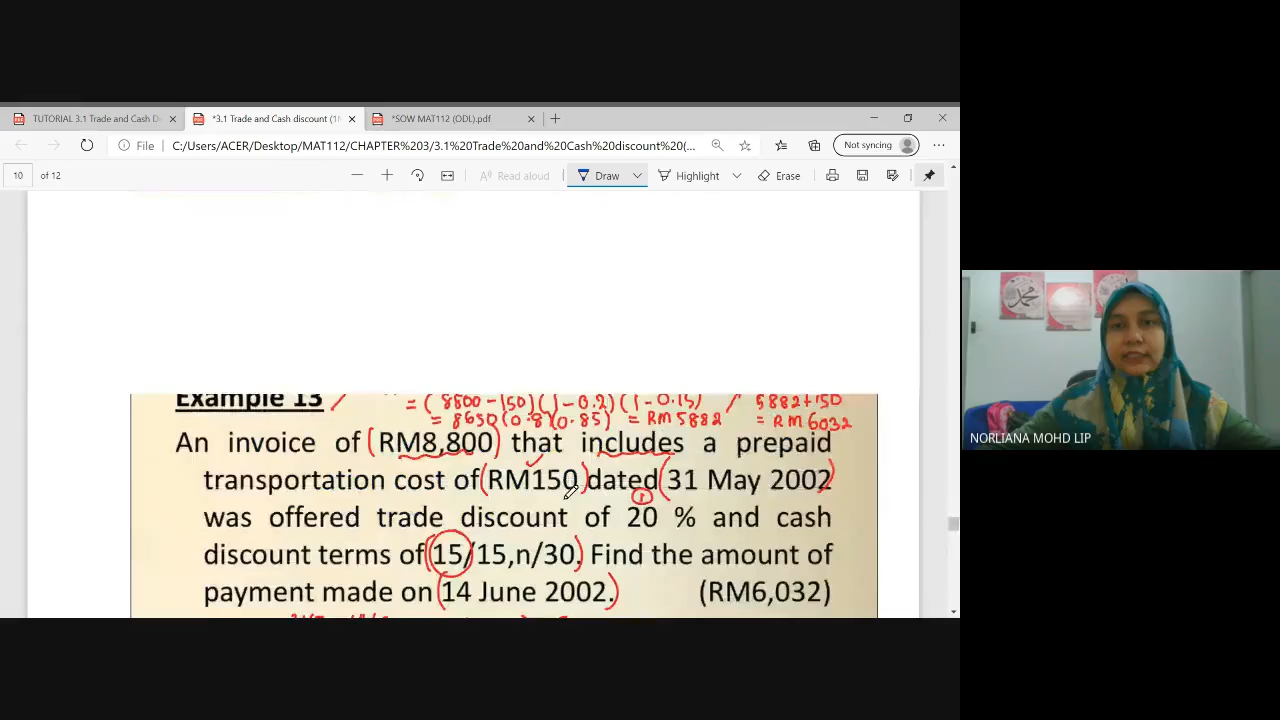 TUTORIAL 3.1 Trade and Cash D
*3.1 Trade and Cash discount (1M
*SOW MAT112 (ODL).pdf
File C:/Users/ACER/Desktop/MAT112/CHAPTER%203/3.1%20Trade%20and%20Cash%20discount%20(... Not syncing
10 of 12 Read aloud Draw Highlight Erase
Example 13
= (8800 - 150)(1 - 0.2)(1 - 0.15) 5882 + 150
= 8650(0.8)(0.85) = RM5882 = RM6032
An invoice of (RM8,800) that includes a prepaid
transportation cost of (RM150) dated (31 May 2002)
1
was offered trade discount of 20 % and cash
discount terms of (15/15,n/30.) Find the amount of
payment made on (14 June 2002.) (RM6,032)
NORLIANA MOHD LIP
محمد